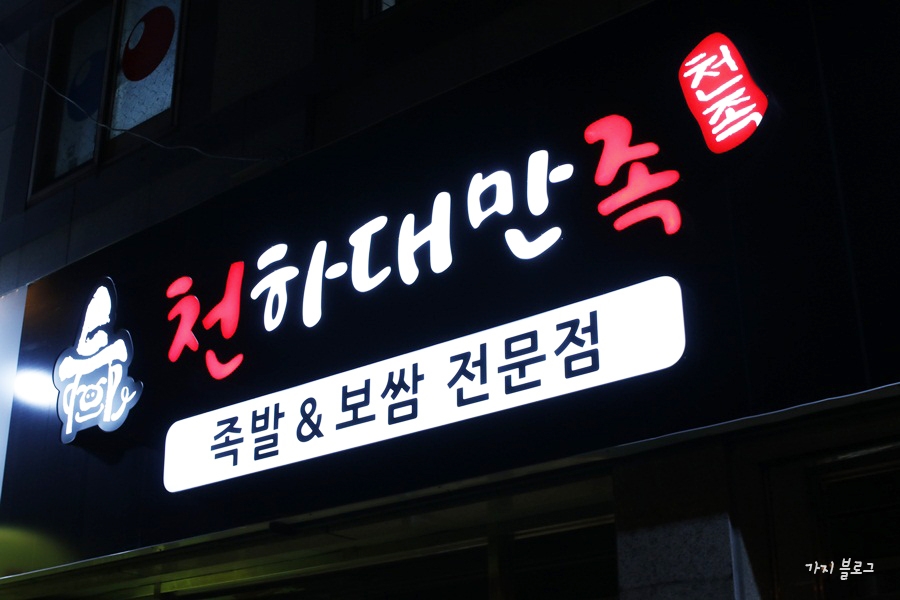 천하대만족
천족
족발 & 보쌈 전문점
가지 블로그